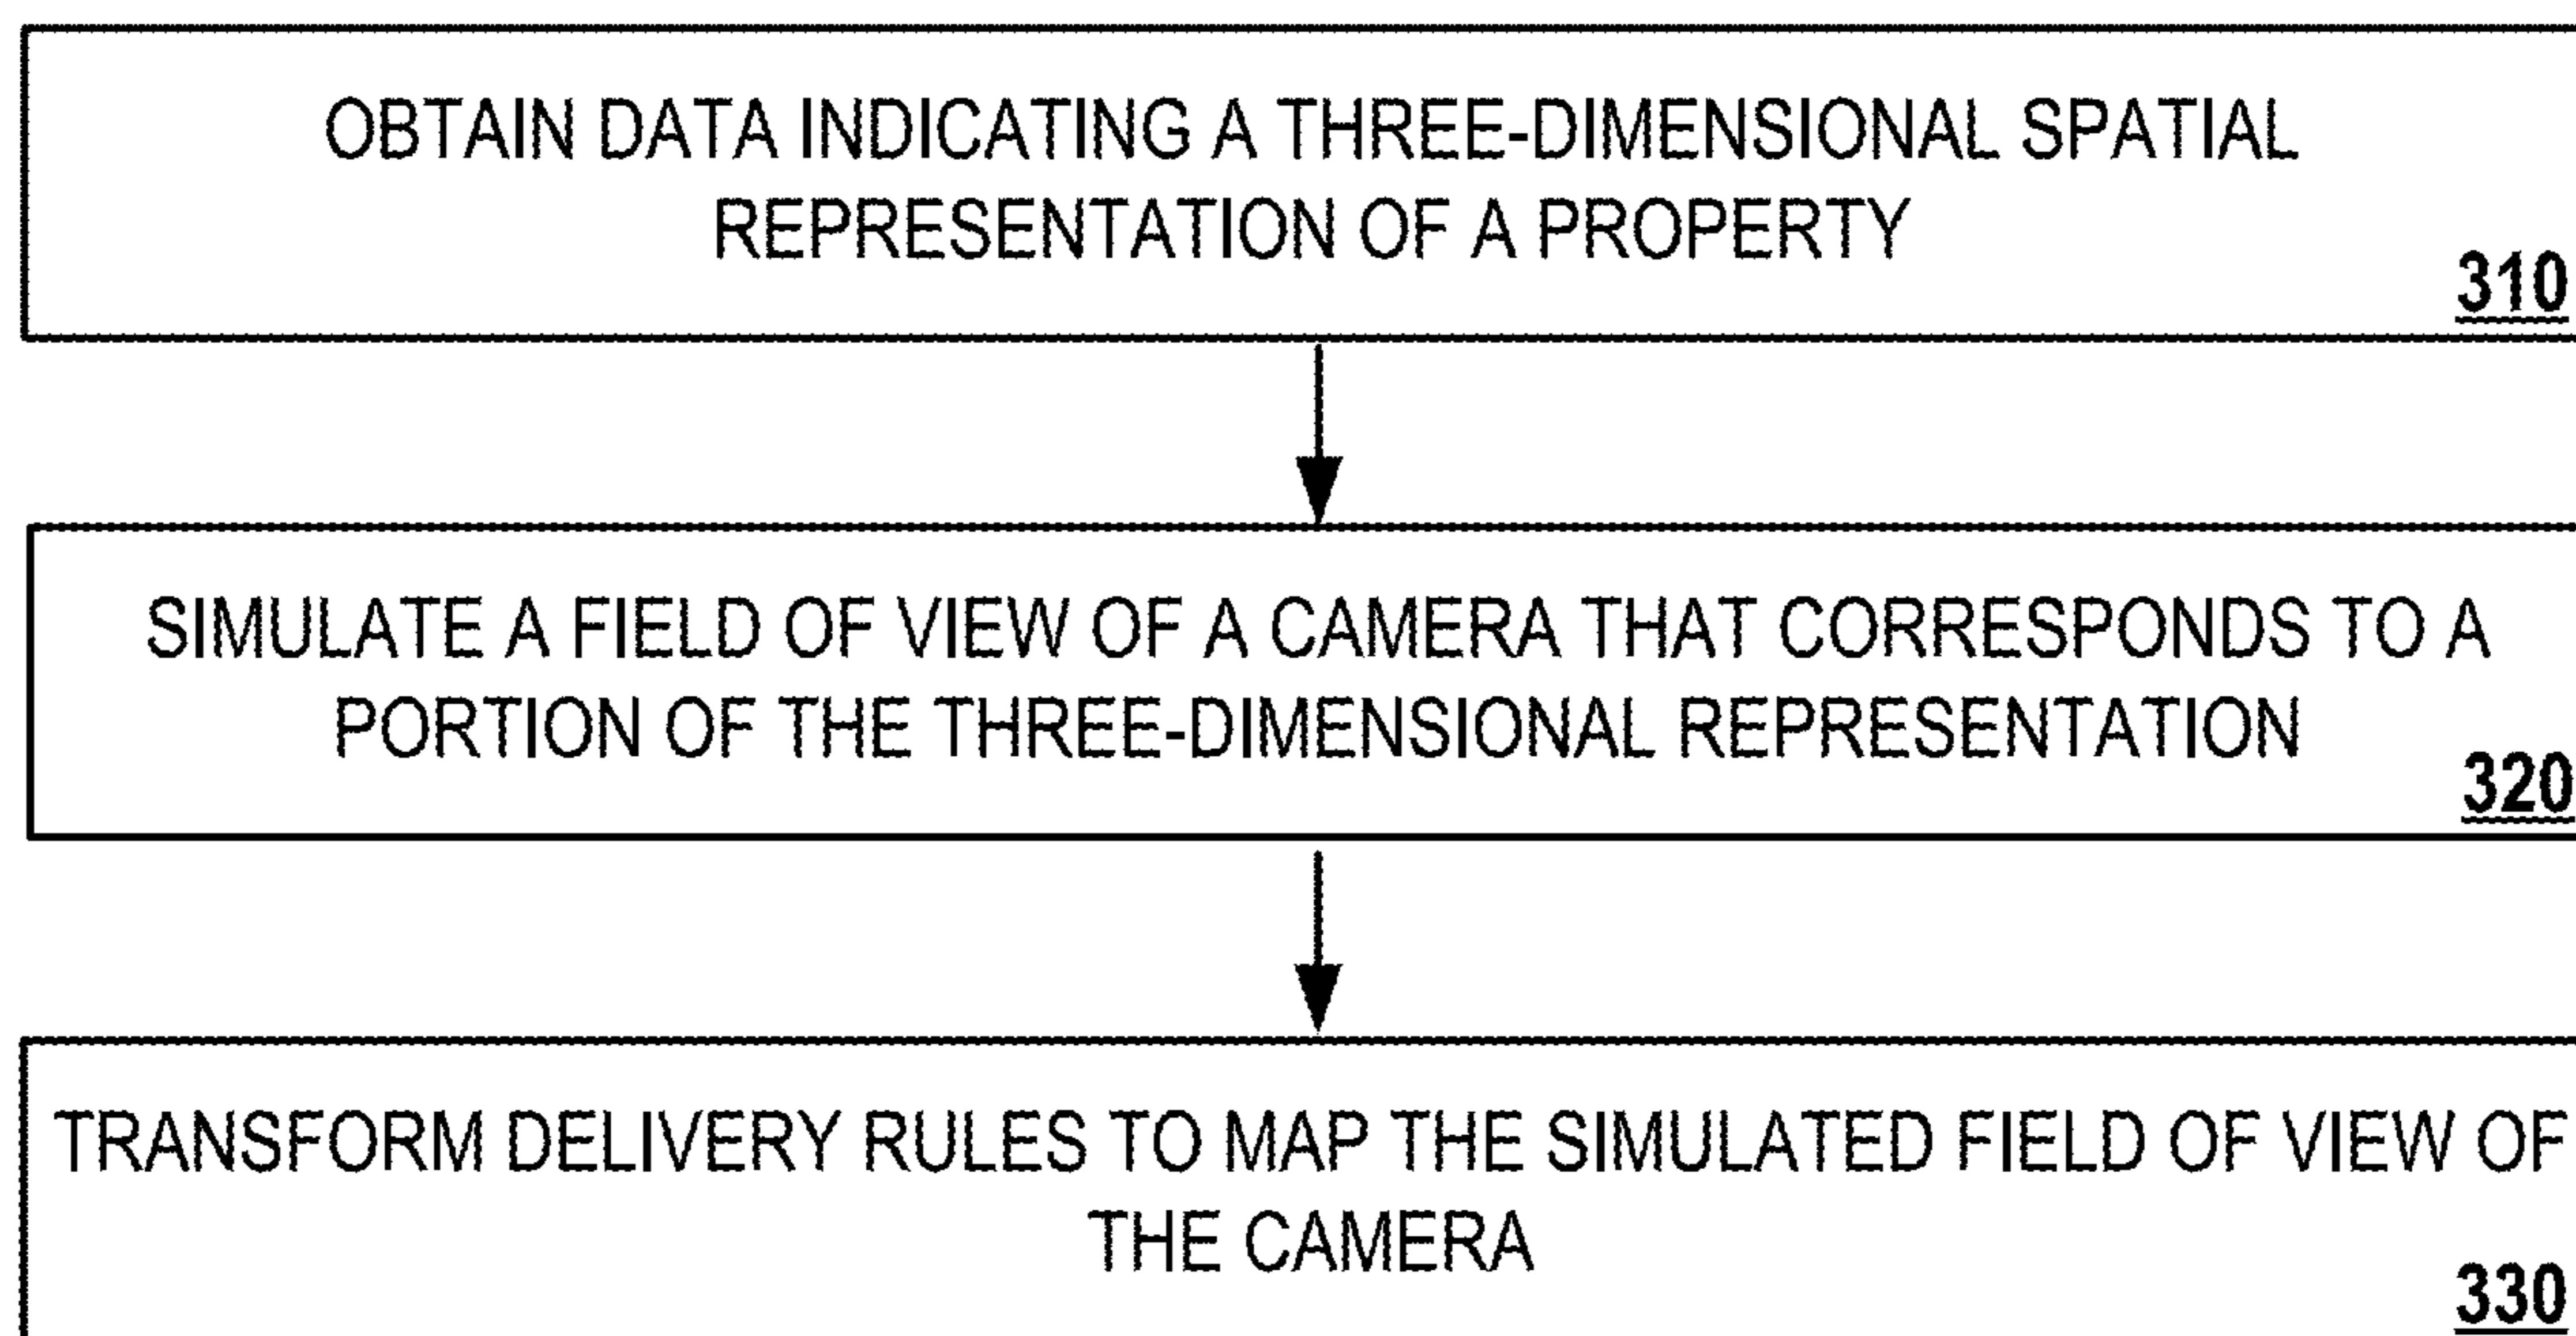 OBTAIN DATA INDICATING A THREE-DIMENSIONAL SPATIAL
REPRESENTATION OF A PROPERTY
310
SIMULATE A FIELD OF VIEW OF A CAMERA THAT CORRESPONDS TO A
PORTION OF THE THREE-DIMENSIONAL REPRESENTATION
320
TRANSFORM DELIVERY RULES TO MAP THE SIMULATED FIELD OF VIEW OF
THE CAMERA
330